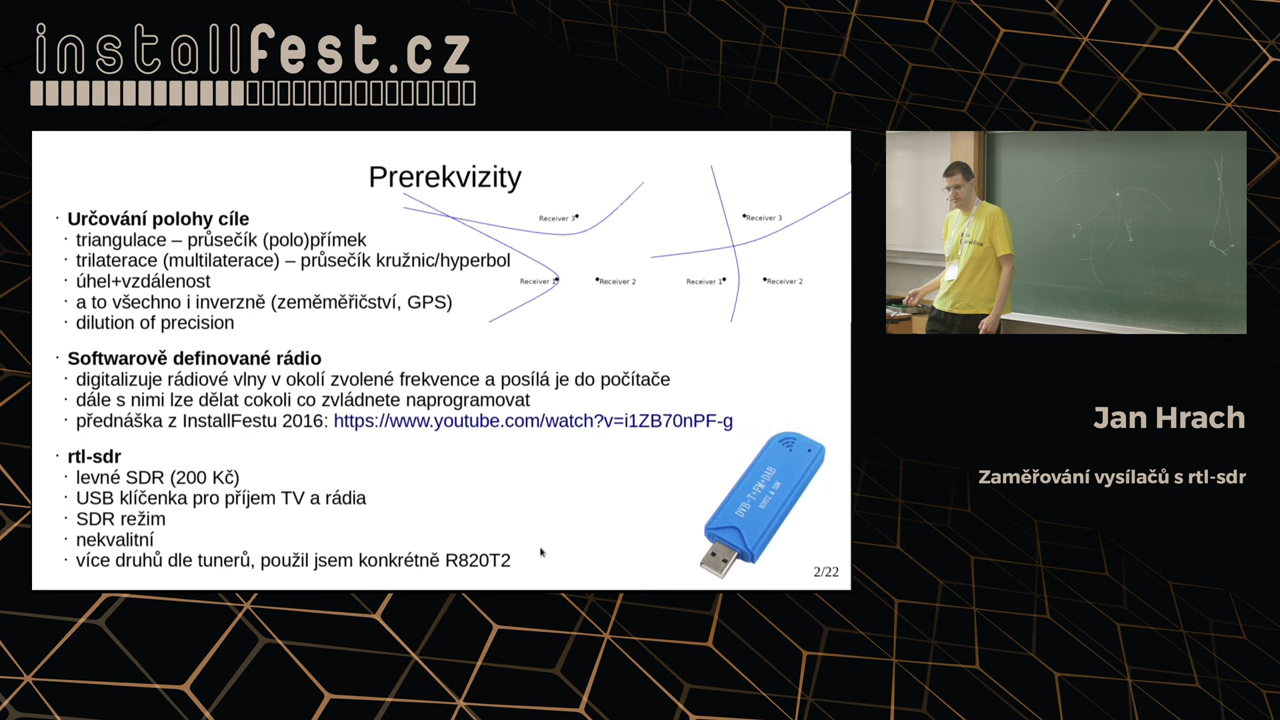 installfest.cz
Prerekvizity
Určování polohy cíle
triangulace – průsečík (polo)přímek
trilaterace (multilaterace) – průsečík kružnic/hyperbol
úhel+vzdálenost
a to všechno i inverzně (zeměměřičství, GPS)
dilution of precision
Receiver 3
Receiver 1
Receiver 2
Receiver 3
Receiver 1
Receiver 2
Softwarově definované rádio
digitalizuje rádiové vlny v okolí zvolené frekvence a posílá je do počítače
dále s nimi lze dělat cokoli co zvládnete naprogramovat
přednáška z InstallFestu 2016: https://www.youtube.com/watch?v=i1ZB70nPF-g
rtl-sdr
levné SDR (200 Kč)
USB klíčenka pro příjem TV a rádia
SDR režim
nekvalitní
více druhů dle tunerů, použil jsem konkrétně R820T2
DVB-T+FM+DAB
2/22
Jan Hrach
Zaměřování vysílačů s rtl-sdr